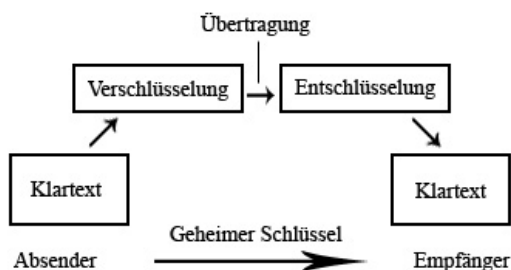 Übertragung
Verschlüsselung
Entschlüsselung
Klartext
Klartext
Geheimer Schlüssel
Absender
Empfänger